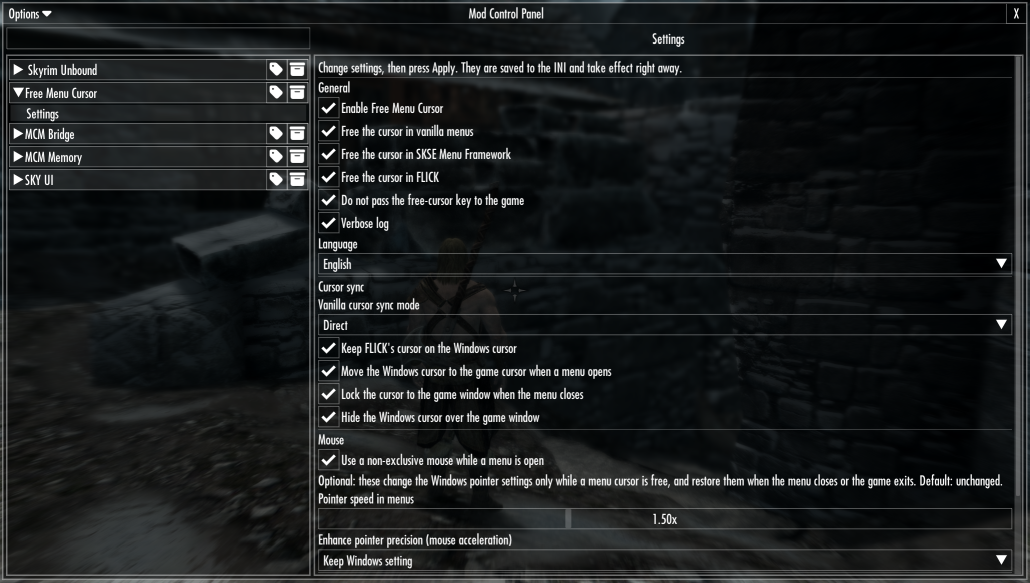 Options
Mod Control Panel
X
Settings
Skyrim Unbound
Free Menu Cursor
Settings
MCM Bridge
MCM Memory
SKY UI
Change settings, then press Apply. They are saved to the INI and take effect right away.
General
Enable Free Menu Cursor
Free the cursor in vanilla menus
Free the cursor in SKSE Menu Framework
Free the cursor in FLICK
Do not pass the free-cursor key to the game
Verbose log
Language
English
Cursor sync
Vanilla cursor sync mode
Direct
Keep FLICK's cursor on the Windows cursor
Move the Windows cursor to the game cursor when a menu opens
Lock the cursor to the game window when the menu closes
Hide the Windows cursor over the game window
Mouse
Use a non-exclusive mouse while a menu is open
Optional: these change the Windows pointer settings only while a menu cursor is free, and restore them when the menu closes or the game exits. Default: unchanged.
Pointer speed in menus
1.50x
Enhance pointer precision (mouse acceleration)
Keep Windows setting